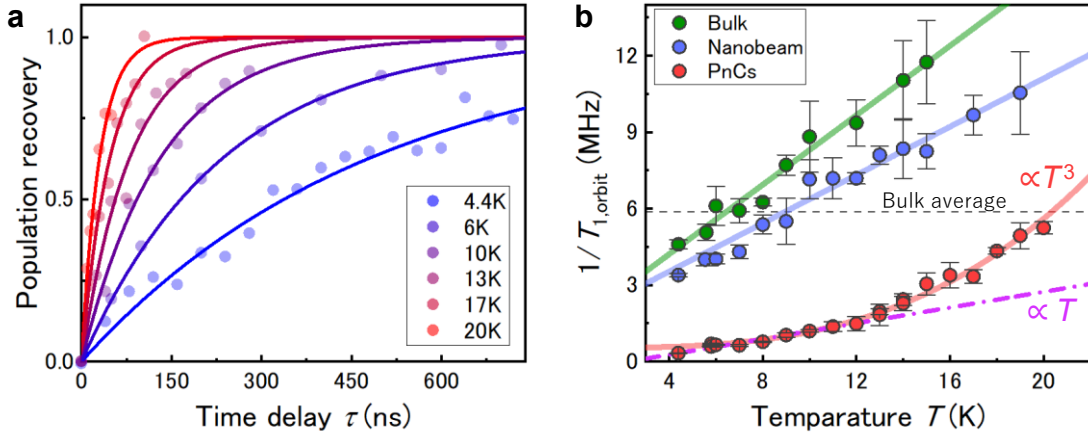 a
Population recovery
1.0
0.5
0.0
0
150
300
450
600
Time delay τ (ns)
4.4K
6K
10K
13K
17K
20K
b
1/T1,orbit (MHz)
12
9
6
3
0
4
8
12
16
20
Temparature T (K)
Bulk
Nanobeam
PnCs
∝T³
Bulk average
∝T